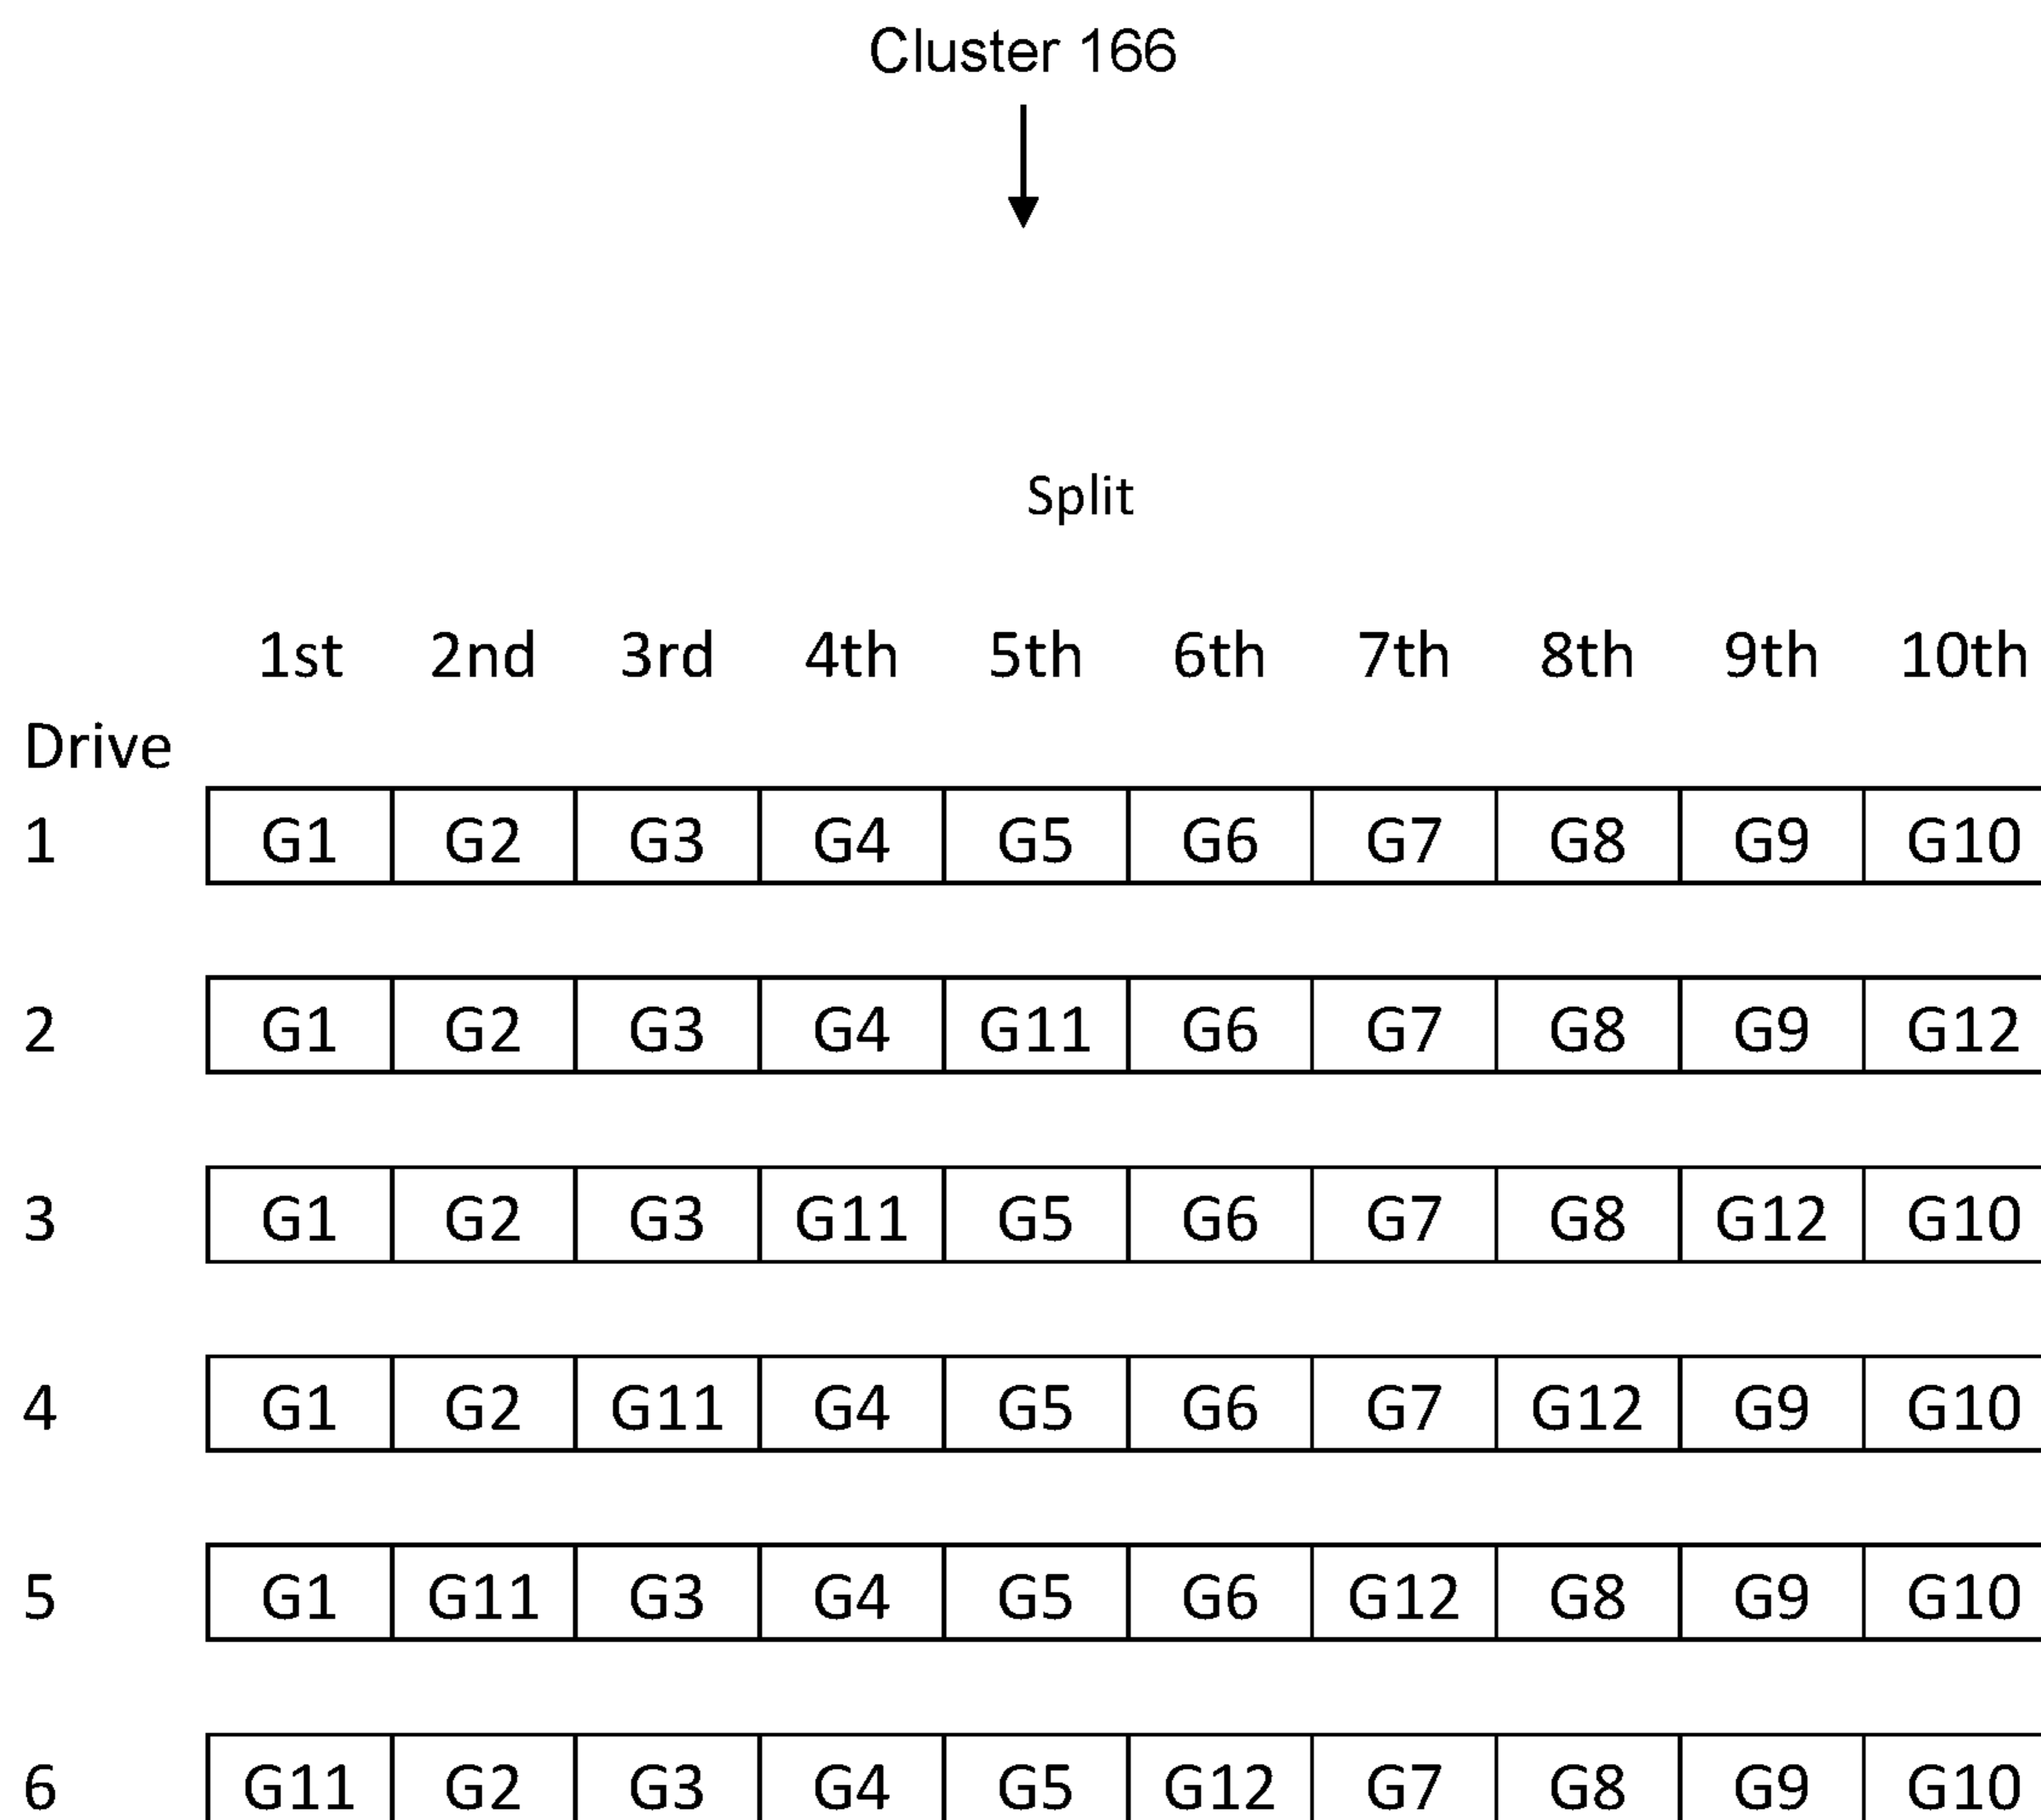 Cluster 166
Split
1st 2nd 3rd 4th 5th 6th 7th 8th 9th 10th
Drive
1 G1 G2 G3 G4 G5 G6 G7 G8 G9 G10
2 G1 G2 G3 G4 G11 G6 G7 G8 G9 G12
3 G1 G2 G3 G11 G5 G6 G7 G8 G12 G10
4 G1 G2 G11 G4 G5 G6 G7 G12 G9 G10
5 G1 G11 G3 G4 G5 G6 G12 G8 G9 G10
6 G11 G2 G3 G4 G5 G12 G7 G8 G9 G10